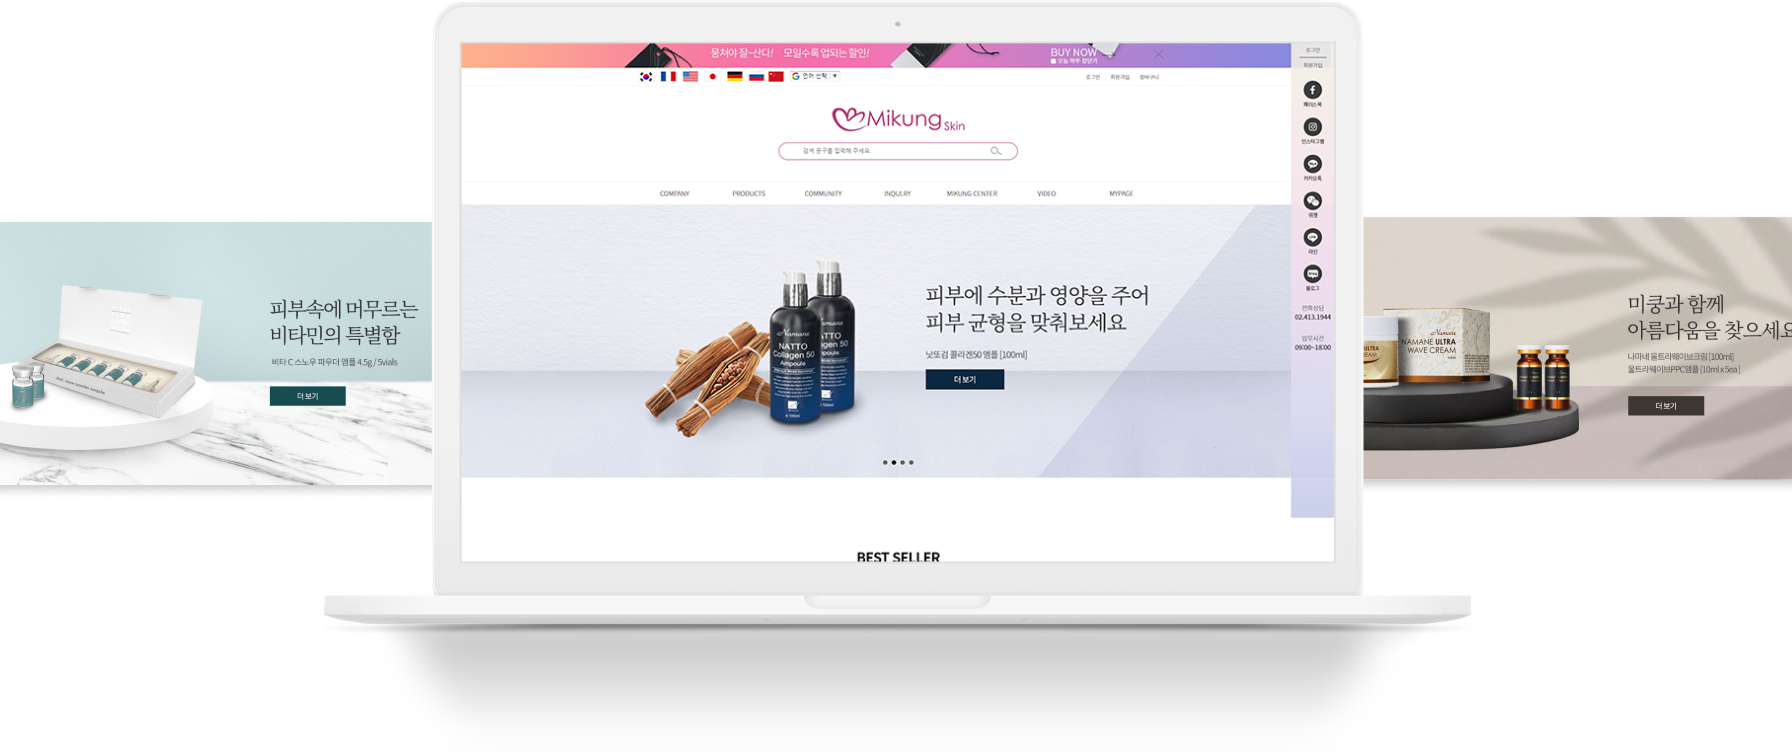 뭉쳐야 잘~산다! 모일수록 업되는 할인!
BUY NOW
오늘 하루 창닫기
언어 선택
로그인 회원가입 장바구니
Mikung Skin
검색 문구를 입력해 주세요.
COMPANY PRODUCTS COMMUNITY INQUIRY MIKUNG CENTER VIDEO MYPAGE
피부에 수분과 영양을 주어
피부 균형을 맞춰보세요
낫또검 콜라겐50 앰플 [100ml]
더 보기
Namane
NATTO
Collagen 50
Ampoule
BEST SELLER
로그인
회원가입
페이스북
인스타그램
카카오톡
위챗
라인
블로그
전화상담
02.413.1944
업무시간
09:00~18:00
피부속에 머무르는
비타민의 특별함
비타 C 스노우 파우더 앰플 4.5g / 5vials
더 보기
미쿵과 함께
아름다움을 찾으세요
나마네 울트라웨이브크림 [100ml]
울트라웨이브PPC앰플 [10ml x 5ea]
더 보기
Namane
NAMANE ULTRA
WAVE CREAM